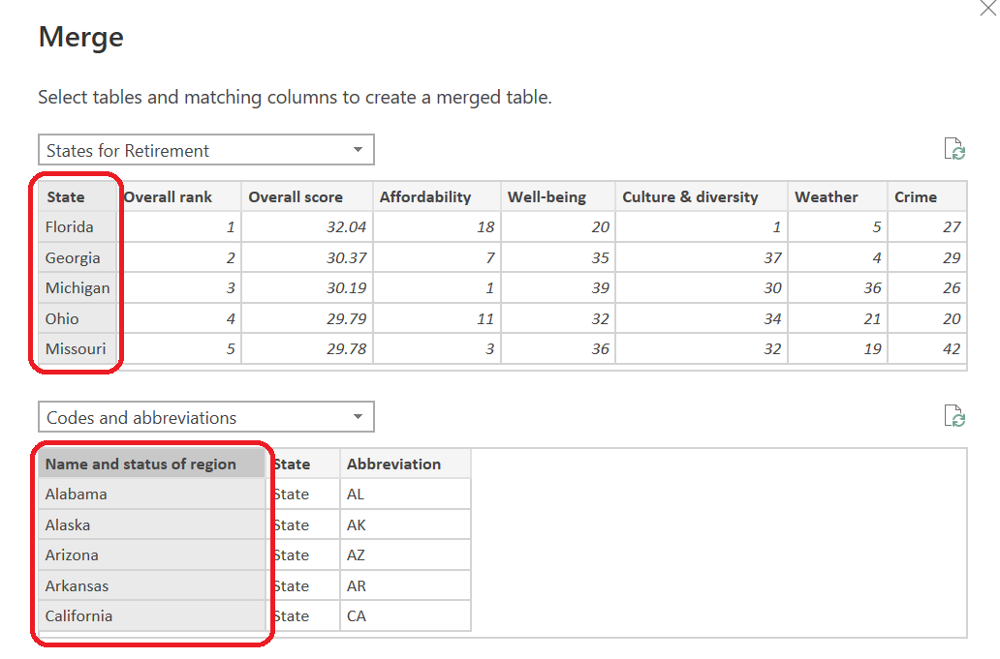 Merge
Select tables and matching columns to create a merged table.
States for Retirement
State Overall rank Overall score Affordability Well-being Culture & diversity Weather Crime
Florida 1 32.04 18 20 1 5 27
Georgia 2 30.37 7 35 37 4 29
Michigan 3 30.19 1 39 30 36 26
Ohio 4 29.79 11 32 34 21 20
Missouri 5 29.78 3 36 32 19 42
Codes and abbreviations
Name and status of region State Abbreviation
Alabama State AL
Alaska State AK
Arizona State AZ
Arkansas State AR
California State CA